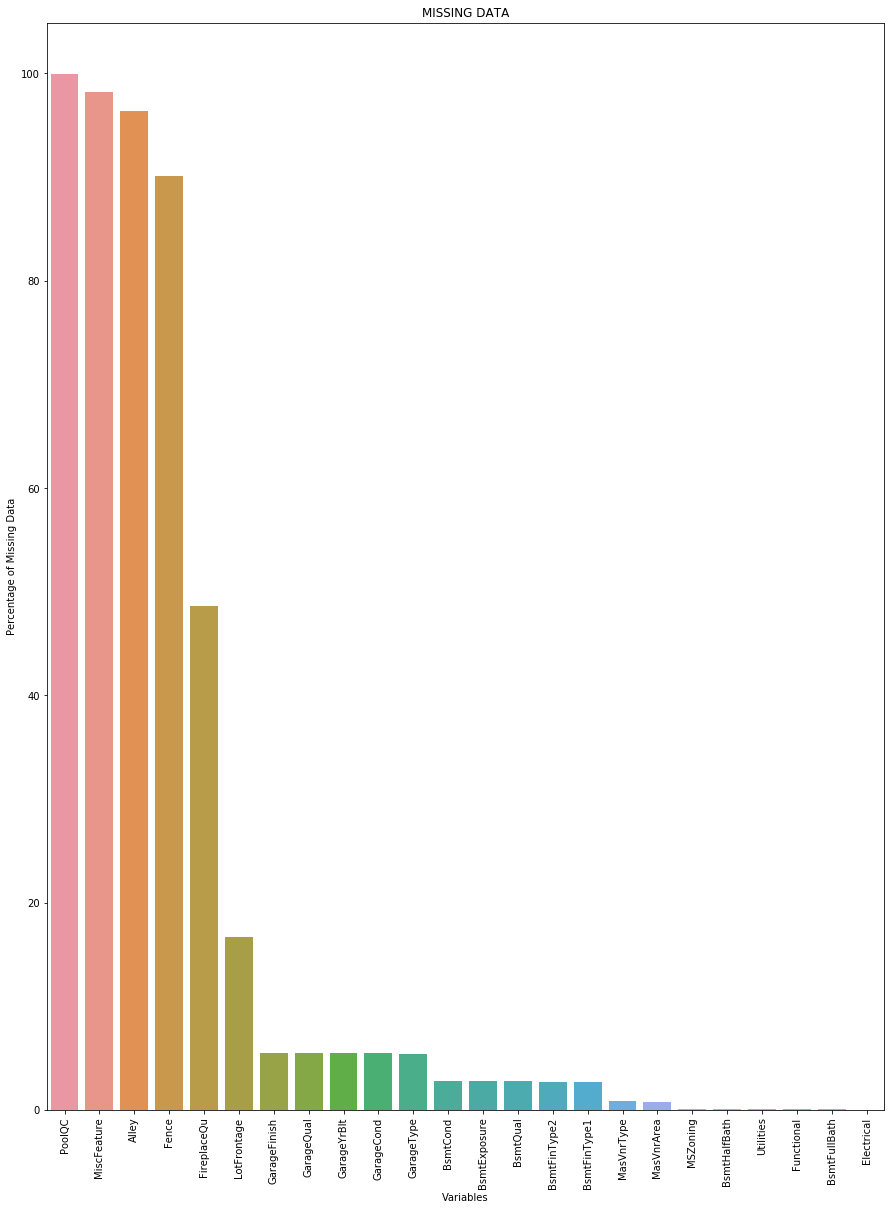 MISSING DATA
Percentage of Missing Data
100
80
60
40
20
0
PoolQC
MiscFeature
Alley
Fence
FireplaceQu
LotFrontage
GarageFinish
GarageQual
GarageYrBlt
GarageCond
GarageType
BsmtCond
BsmtExposure
BsmtQual
BsmtFinType2
BsmtFinType1
MasVnrType
MasVnrArea
MSZoning
BsmtHalfBath
Utilities
Functional
BsmtFullBath
Electrical
Variables